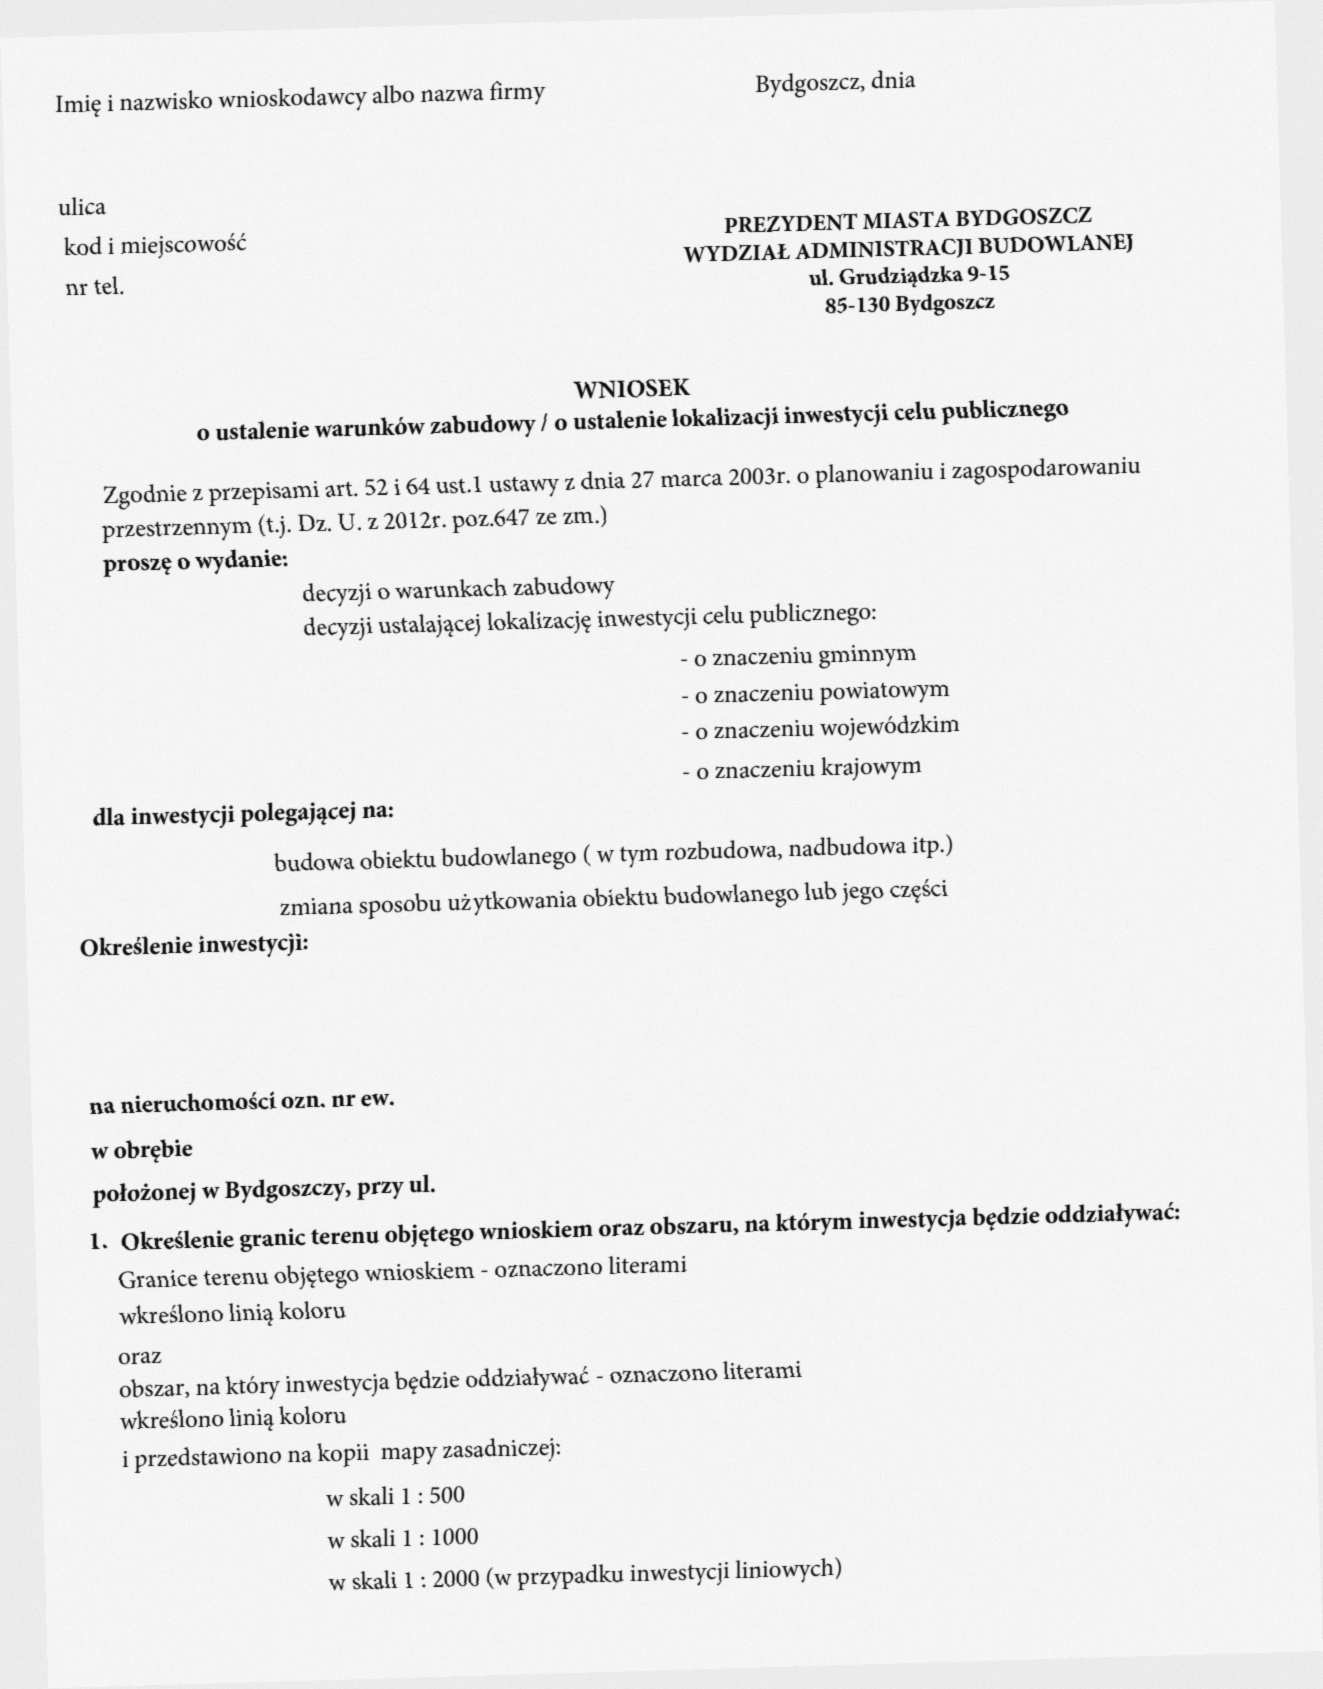 Imię i nazwisko wnioskodawcy albo nazwa firmy
Bydgoszcz, dnia
ulica
kod i miejscowość
nr tel.
PREZYDENT MIASTA BYDGOSZCZ
WYDZIAŁ ADMINISTRACJI BUDOWLANEJ
ul. Grudziądzka 9-15
85-130 Bydgoszcz
WNIOSEK
o ustalenie warunków zabudowy / o ustalenie lokalizacji inwestycji celu publicznego
Zgodnie z przepisami art. 52 i 64 ust.1 ustawy z dnia 27 marca 2003r. o planowaniu i zagospodarowaniu
przestrzennym (t.j. Dz. U. z 2012r. poz.647 ze zm.)
proszę o wydanie:
decyzji o warunkach zabudowy
decyzji ustalającej lokalizację inwestycji celu publicznego:
- o znaczeniu gminnym
- o znaczeniu powiatowym
- o znaczeniu wojewódzkim
- o znaczeniu krajowym
dla inwestycji polegającej na:
budowa obiektu budowlanego ( w tym rozbudowa, nadbudowa itp.)
zmiana sposobu użytkowania obiektu budowlanego lub jego części
Określenie inwestycji:
na nieruchomości ozn. nr ew.
w obrębie
położonej w Bydgoszczy, przy ul.
1. Określenie granic terenu objętego wnioskiem oraz obszaru, na którym inwestycja będzie oddziaływać:
Granice terenu objętego wnioskiem - oznaczono literami
wkreślono linią koloru
oraz
obszar, na który inwestycja będzie oddziaływać - oznaczono literami
wkreślono linią koloru
i przedstawiono na kopii mapy zasadniczej:
w skali 1 : 500
w skali 1 : 1000
w skali 1 : 2000 (w przypadku inwestycji liniowych)